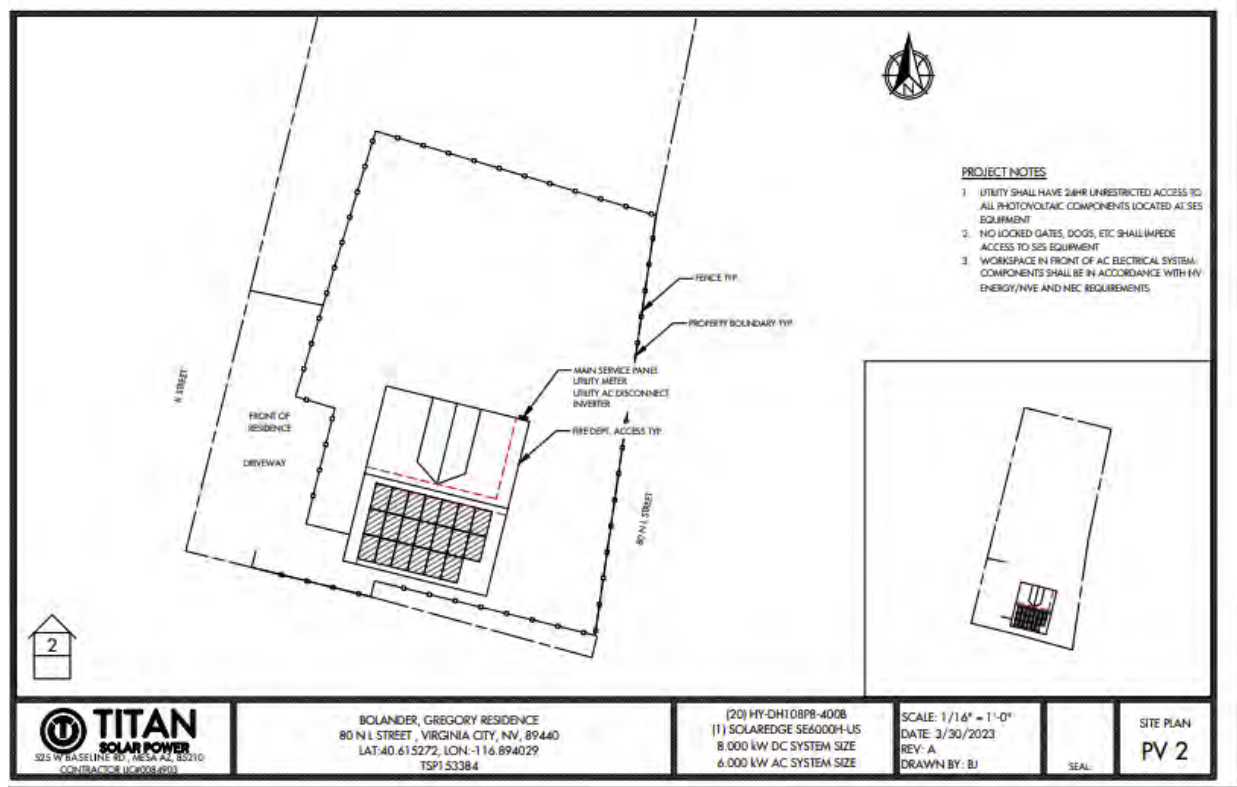 N
PROJECT NOTES
1. UTILITY SHALL HAVE 24HR UNRESTRICTED ACCESS TO
ALL PHOTOVOLTAIC COMPONENTS LOCATED AT SES
EQUIPMENT
2. NO LOCKED GATES, DOGS, ETC SHALL IMPEDE
ACCESS TO SES EQUIPMENT
3. WORKSPACE IN FRONT OF AC ELECTRICAL SYSTEM
COMPONENTS SHALL BE IN ACCORDANCE WITH NV
ENERGY/NVE AND NEC REQUIREMENTS
FENCE TYP.
PROPERTY BOUNDARY TYP
MAIN SERVICE PANEL
UTILITY METER
UTILITY AC DISCONNECT
INVERTER
FIRE DEPT. ACCESS TYP.
N STREET
FRONT OF
RESIDENCE
DRIVEWAY
80 N L STREET
2
TITAN
SOLAR POWER
525 W BASELINE RD., MESA AZ, 85210
CONTRACTOR LIC#0084903
BOLANDER, GREGORY RESIDENCE
80 N L STREET , VIRGINIA CITY, NV, 89440
LAT:40.615272, LON:-116.894029
TSP153384
(20) HY-DH108P8-400B
(1) SOLAREDGE SE6000H-US
8.000 kW DC SYSTEM SIZE
6.000 kW AC SYSTEM SIZE
SCALE: 1/16" = 1'-0"
DATE: 3/30/2023
REV: A
DRAWN BY: BJ
SEAL:
SITE PLAN
PV 2